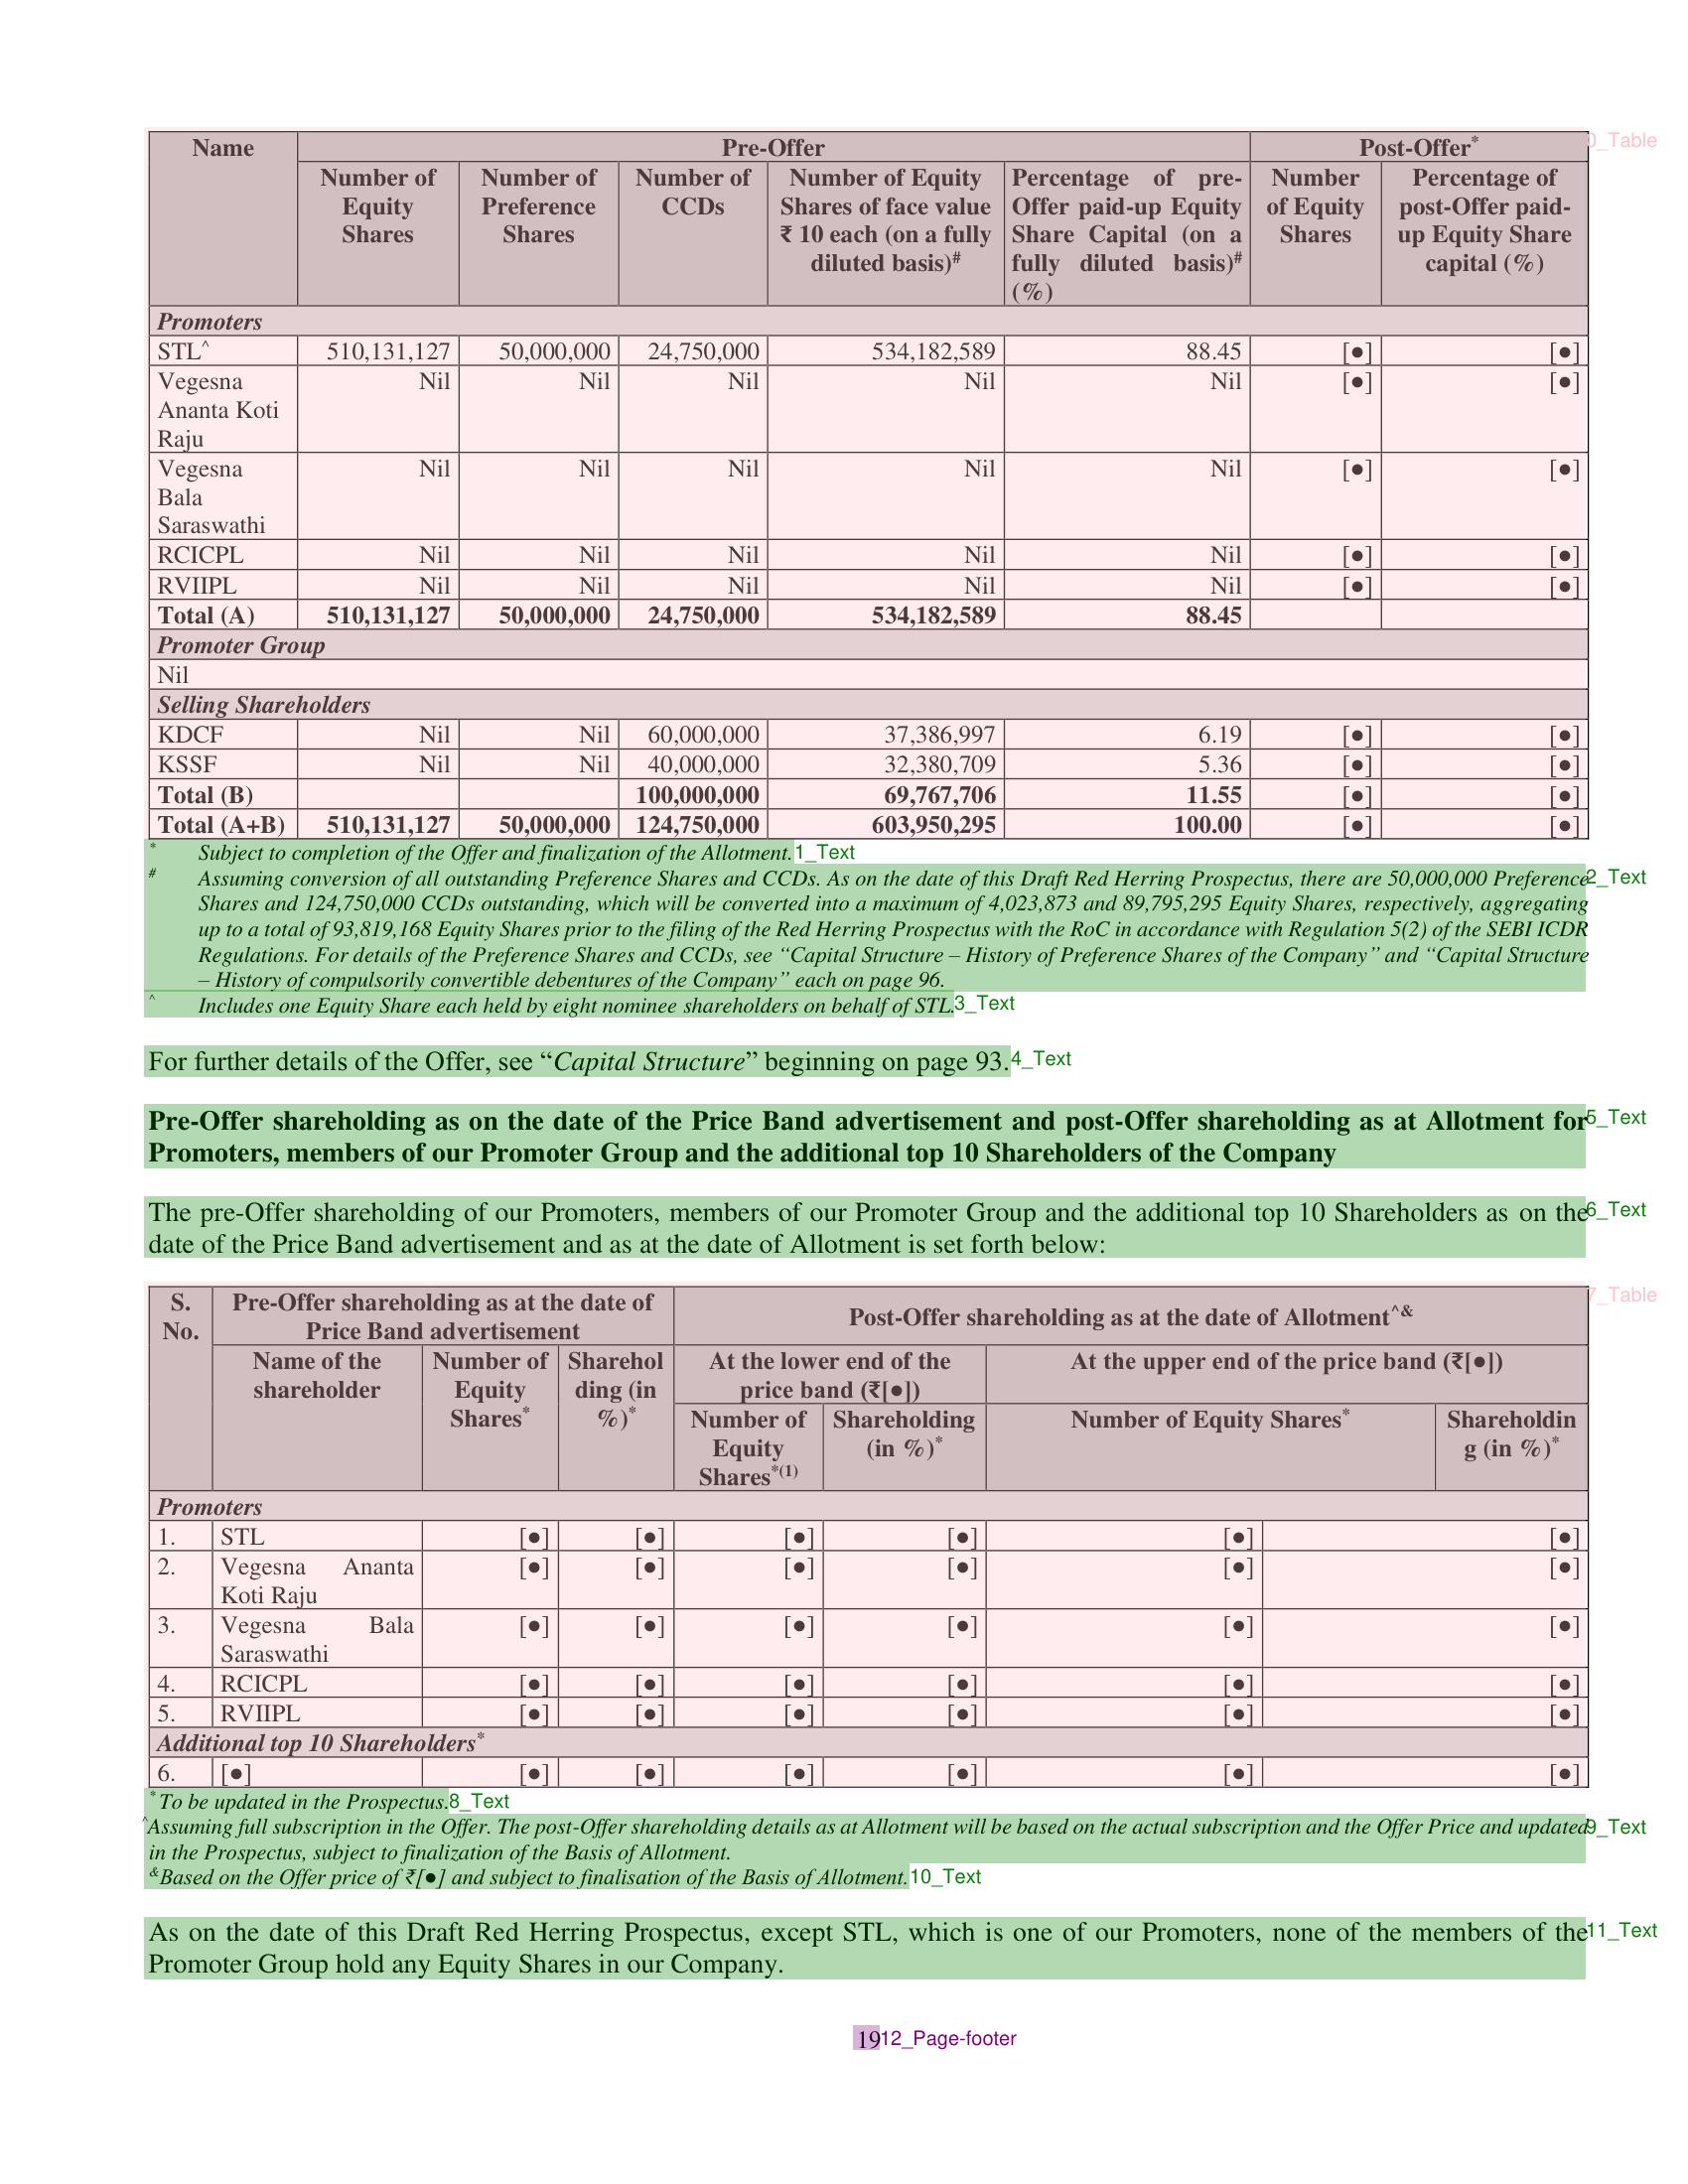 Name Pre-Offer Post-Offer*
Number of Equity Shares Number of Preference Shares Number of CCDs Number of Equity Shares of face value ₹ 10 each (on a fully diluted basis)# Percentage of pre-Offer paid-up Equity Share Capital (on a fully diluted basis)# (%) Number of Equity Shares Percentage of post-Offer paid-up Equity Share capital (%)
Promoters
STL^ 510,131,127 50,000,000 24,750,000 534,182,589 88.45 [●] [●]
Vegesna Ananta Koti Raju Nil Nil Nil Nil Nil [●] [●]
Vegesna Bala Saraswathi Nil Nil Nil Nil Nil [●] [●]
RCICPL Nil Nil Nil Nil Nil [●] [●]
RVIIPL Nil Nil Nil Nil Nil [●] [●]
Total (A) 510,131,127 50,000,000 24,750,000 534,182,589 88.45
Promoter Group
Nil
Selling Shareholders
KDCF Nil Nil 60,000,000 37,386,997 6.19 [●] [●]
KSSF Nil Nil 40,000,000 32,380,709 5.36 [●] [●]
Total (B) 100,000,000 69,767,706 11.55 [●] [●]
Total (A+B) 510,131,127 50,000,000 124,750,000 603,950,295 100.00 [●] [●]
0_Table
* Subject to completion of the Offer and finalization of the Allotment. 1_Text
# Assuming conversion of all outstanding Preference Shares and CCDs. As on the date of this Draft Red Herring Prospectus, there are 50,000,000 Preference 2_Text
Shares and 124,750,000 CCDs outstanding, which will be converted into a maximum of 4,023,873 and 89,795,295 Equity Shares, respectively, aggregating
up to a total of 93,819,168 Equity Shares prior to the filing of the Red Herring Prospectus with the RoC in accordance with Regulation 5(2) of the SEBI ICDR
Regulations. For details of the Preference Shares and CCDs, see “Capital Structure – History of Preference Shares of the Company” and “Capital Structure
– History of compulsorily convertible debentures of the Company” each on page 96.
^ Includes one Equity Share each held by eight nominee shareholders on behalf of STL. 3_Text
For further details of the Offer, see “Capital Structure” beginning on page 93. 4_Text
Pre-Offer shareholding as on the date of the Price Band advertisement and post-Offer shareholding as at Allotment for 5_Text
Promoters, members of our Promoter Group and the additional top 10 Shareholders of the Company
The pre-Offer shareholding of our Promoters, members of our Promoter Group and the additional top 10 Shareholders as on the 6_Text
date of the Price Band advertisement and as at the date of Allotment is set forth below:
7_Table
S. No. Pre-Offer shareholding as at the date of Price Band advertisement Post-Offer shareholding as at the date of Allotment^&
Name of the shareholder Number of Equity Shares* Shareholding (in %)* At the lower end of the price band (₹[●]) At the upper end of the price band (₹[●])
Number of Equity Shares*(1) Shareholding (in %)* Number of Equity Shares* Shareholding (in %)*
Promoters
1. STL [●] [●] [●] [●] [●] [●]
2. Vegesna Ananta Koti Raju [●] [●] [●] [●] [●] [●]
3. Vegesna Bala Saraswathi [●] [●] [●] [●] [●] [●]
4. RCICPL [●] [●] [●] [●] [●] [●]
5. RVIIPL [●] [●] [●] [●] [●] [●]
Additional top 10 Shareholders*
6. [●] [●] [●] [●] [●] [●] [●]
* To be updated in the Prospectus. 8_Text
^Assuming full subscription in the Offer. The post-Offer shareholding details as at Allotment will be based on the actual subscription and the Offer Price and updated 9_Text
in the Prospectus, subject to finalization of the Basis of Allotment.
&Based on the Offer price of ₹[●] and subject to finalisation of the Basis of Allotment. 10_Text
As on the date of this Draft Red Herring Prospectus, except STL, which is one of our Promoters, none of the members of the 11_Text
Promoter Group hold any Equity Shares in our Company.
19 12_Page-footer